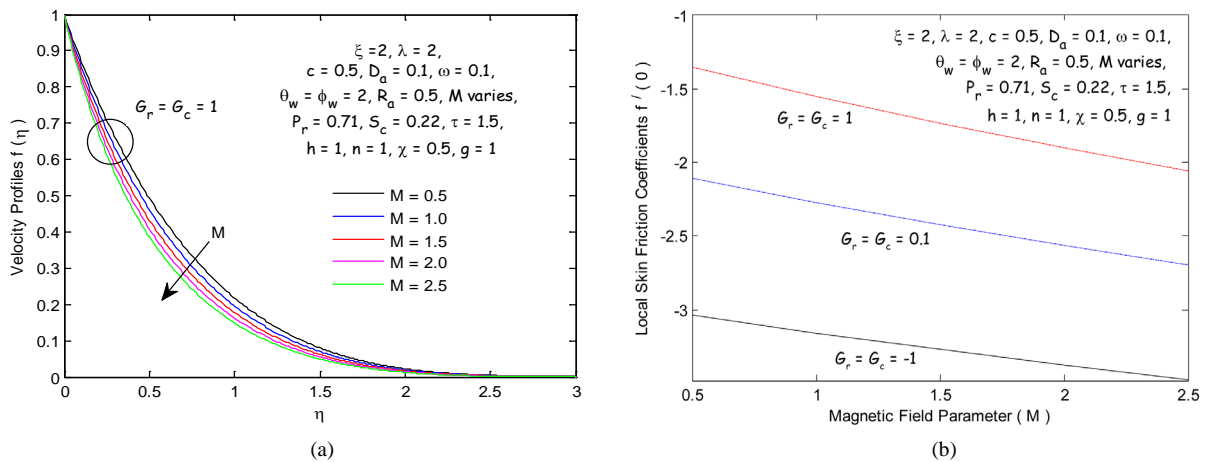 1
0.9
0.8
0.7
0.6
0.5
0.4
0.3
0.2
0.1
0
Velocity Profiles f (η)
ξ =2, λ = 2,
c = 0.5, Da = 0.1, ω = 0.1,
θw = ϕw = 2, Ra = 0.5, M varies,
Pr = 0.71, Sc = 0.22, τ = 1.5,
h = 1, n = 1, χ = 0.5, g = 1
Gr = Gc = 1
M
M = 0.5
M = 1.0
M = 1.5
M = 2.0
M = 2.5
0 0.5 1 1.5 2 2.5 3
η
(a)
-1
-1.5
-2
-2.5
-3
Local Skin Friction Coefficients f ′ ( 0 )
ξ = 2, λ = 2, c = 0.5, Da = 0.1, ω = 0.1,
θw = ϕw = 2, Ra = 0.5, M varies,
Pr = 0.71, Sc = 0.22, τ = 1.5,
h = 1, n = 1, χ = 0.5, g = 1
Gr = Gc = 1
Gr = Gc = 0.1
Gr = Gc = -1
0.5 1 1.5 2 2.5
Magnetic Field Parameter ( M )
(b)